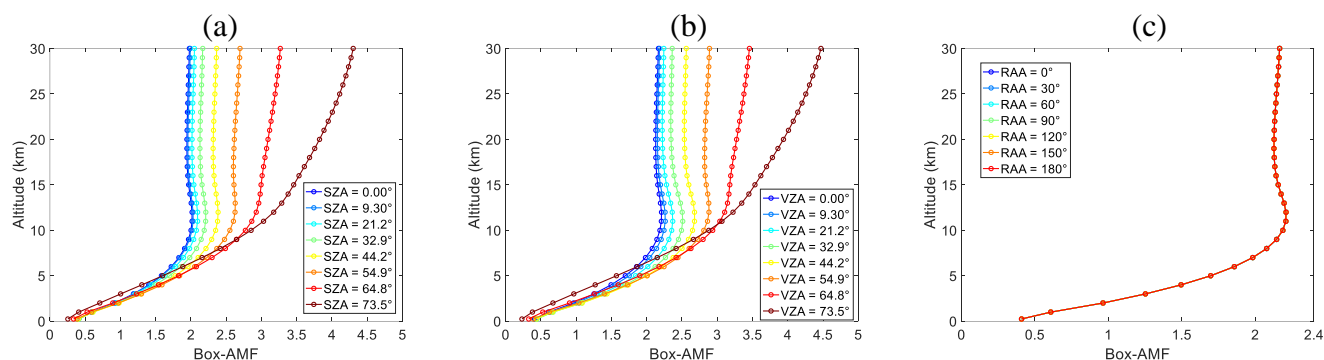 (a)
30
25
20
15
10
5
0
Altitude (km)
0 0.5 1 1.5 2 2.5 3 3.5 4 4.5 5
Box-AMF
SZA = 0.00°
SZA = 9.30°
SZA = 21.2°
SZA = 32.9°
SZA = 44.2°
SZA = 54.9°
SZA = 64.8°
SZA = 73.5°
(b)
30
25
20
15
10
5
0
Altitude (km)
0 0.5 1 1.5 2 2.5 3 3.5 4 4.5 5
Box-AMF
VZA = 0.00°
VZA = 9.30°
VZA = 21.2°
VZA = 32.9°
VZA = 44.2°
VZA = 54.9°
VZA = 64.8°
VZA = 73.5°
(c)
30
25
20
15
10
5
0
Altitude (km)
0 0.5 1 1.5 2 2.4
Box-AMF
RAA = 0°
RAA = 30°
RAA = 60°
RAA = 90°
RAA = 120°
RAA = 150°
RAA = 180°